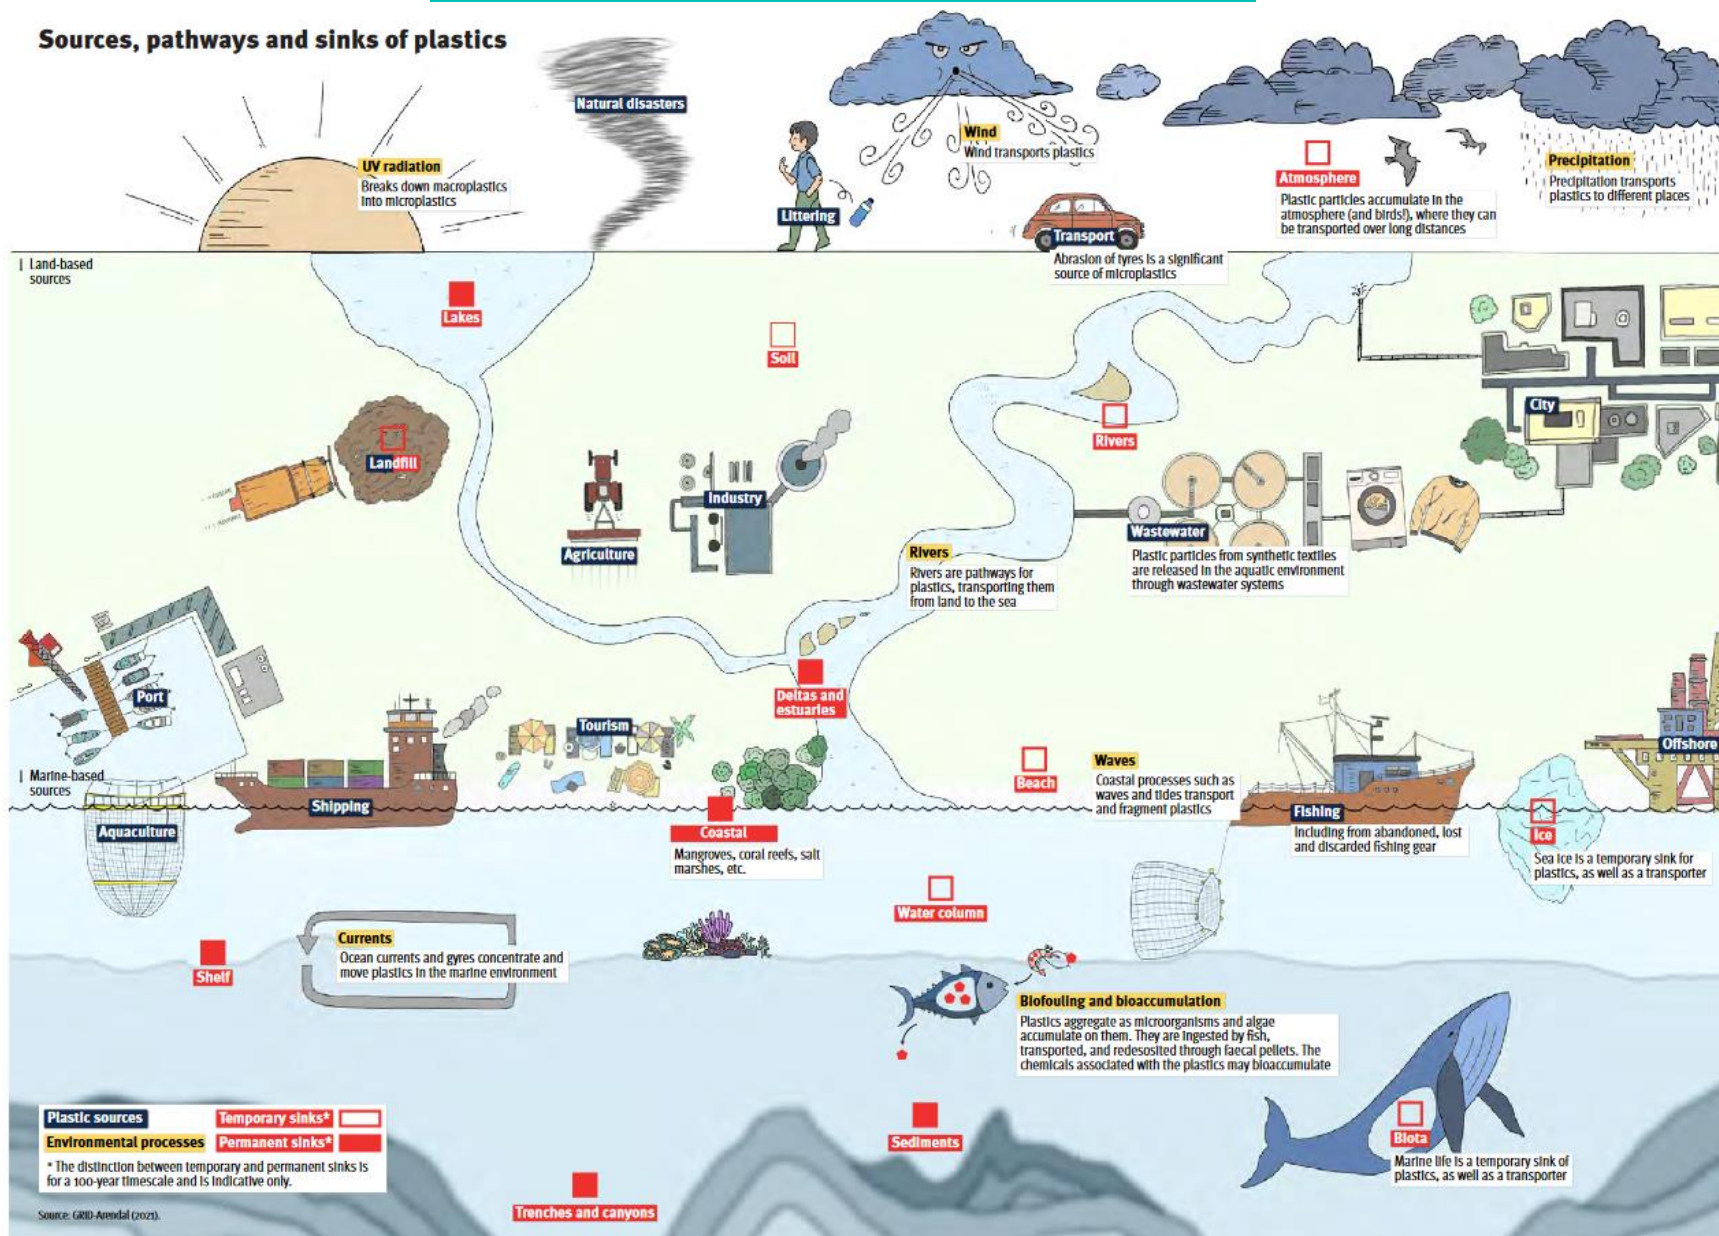 Sources, pathways and sinks of plastics
Natural disasters
UV radiation
Breaks down macroplastics
into microplastics
Littering
Wind
Wind transports plastics
Transport
Abrasion of tyres is a significant
source of microplastics
Atmosphere
Plastic particles accumulate in the
atmosphere (and birds!), where they can
be transported over long distances
Precipitation
Precipitation transports
plastics to different places
Land-based
sources
Lakes
Soil
Rivers
City
Landfill
Industry
Agriculture
Wastewater
Plastic particles from synthetic textiles
are released in the aquatic environment
through wastewater systems
Rivers
Rivers are pathways for
plastics, transporting them
from land to the sea
Port
Deltas and
estuaries
Tourism
Offshore
Marine-based
sources
Shipping
Aquaculture
Beach
Waves
Coastal processes such as
waves and tides transport
and fragment plastics
Fishing
Including from abandoned, lost
and discarded fishing gear
Ice
Sea ice is a temporary sink for
plastics, as well as a transporter
Coastal
Mangroves, coral reefs, salt
marshes, etc.
Water column
Shelf
Currents
Ocean currents and gyres concentrate and
move plastics in the marine environment
Biofouling and bioaccumulation
Plastics aggregate as microorganisms and algae
accumulate on them. They are ingested by fish,
transported, and redesosited through faecal pellets. The
chemicals associated with the plastics may bioaccumulate
Sediments
Biota
Marine life is a temporary sink of
plastics, as well as a transporter
Trenches and canyons
Plastic sources
Temporary sinks*
Environmental processes
Permanent sinks*
* The distinction between temporary and permanent sinks is
for a 100-year timescale and is indicative only.
Source: GRID-Arendal (2021).